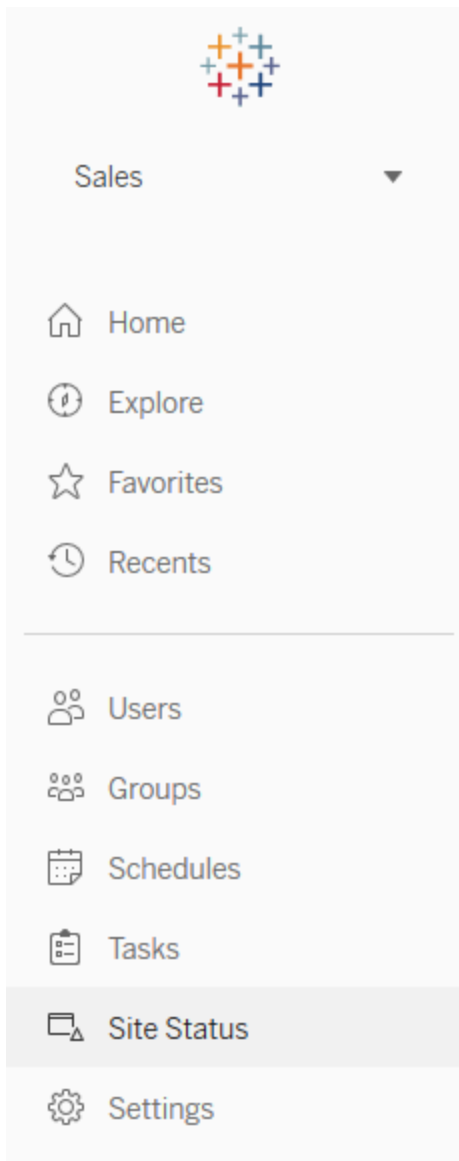 Sales
Home
Explore
Favorites
Recents
Users
Groups
Schedules
Tasks
Site Status
Settings